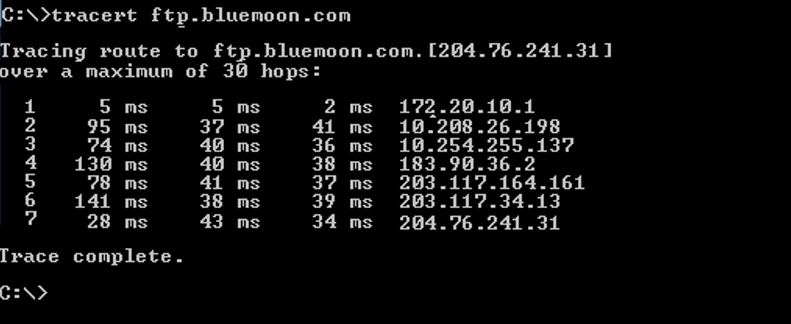 C:\>tracert ftp.bluemoon.com
Tracing route to ftp.bluemoon.com.[204.76.241.31]
over a maximum of 30 hops:
1 5 ms 5 ms 2 ms 172.20.10.1
2 95 ms 37 ms 41 ms 10.208.26.198
3 74 ms 40 ms 36 ms 10.254.255.137
4 130 ms 40 ms 38 ms 183.90.36.2
5 78 ms 41 ms 37 ms 203.117.164.161
6 141 ms 38 ms 39 ms 203.117.34.13
7 28 ms 43 ms 34 ms 204.76.241.31
Trace complete.
C:\>